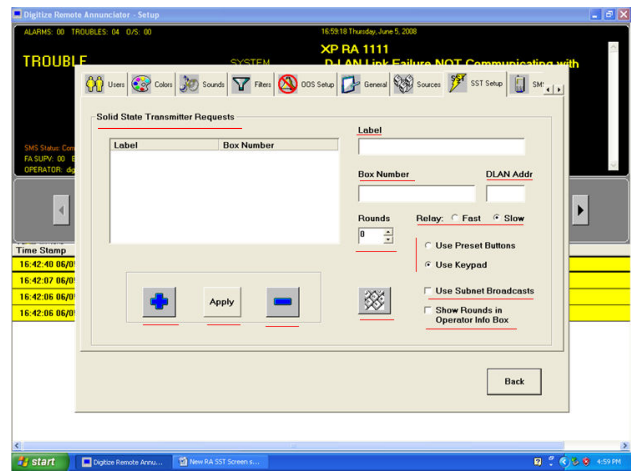 Digitize Remote Annunciator - Setup
ALARMS: 00 TROUBLES: 04 O/S: 00
16:59:18 Thursday, June 5, 2008
XP RA 1111
TROUBLE
SYSTEM
D-LAN Link Failure NOT Communicating with
Users
Colors
Sounds
Filters
OOS Setup
General
Sources
SST Setup
SM
Solid State Transmitter Requests
Label
Box Number
Label
Box Number
DLAN Addr
Rounds
Relay:
Fast
Slow
0
Use Preset Buttons
Use Keypad
Apply
Use Subnet Broadcasts
Show Rounds in
Operator Info Box
Back
SMS Status: Con
FA SUPV: 00
OPERATOR: dig
Time Stamp
16:42:40 06/0
16:42:07 06/0
16:42:06 06/0
16:42:06 06/0
start
Digitize Remote Annu...
New RA SST Screen s...
4:59 PM